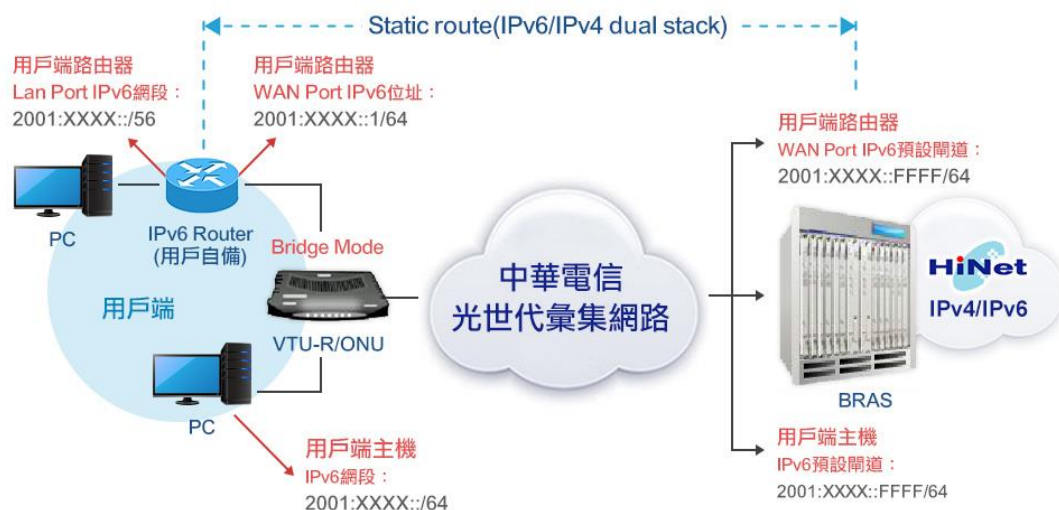 Static route(IPv6/IPv4 dual stack)
用戶端路由器
Lan Port IPv6網段：
2001:XXXX::/56
用戶端路由器
WAN Port IPv6位址：
2001:XXXX::1/64
PC
IPv6 Router
(用戶自備)
Bridge Mode
用戶端
VTU-R/ONU
PC
用戶端主機
IPv6網段：
2001:XXXX::/64
中華電信
光世代彙集網路
用戶端路由器
WAN Port IPv6預設閘道：
2001:XXXX::FFFF/64
HiNet
IPv4/IPv6
BRAS
用戶端主機
IPv6預設閘道：
2001:XXXX::FFFF/64